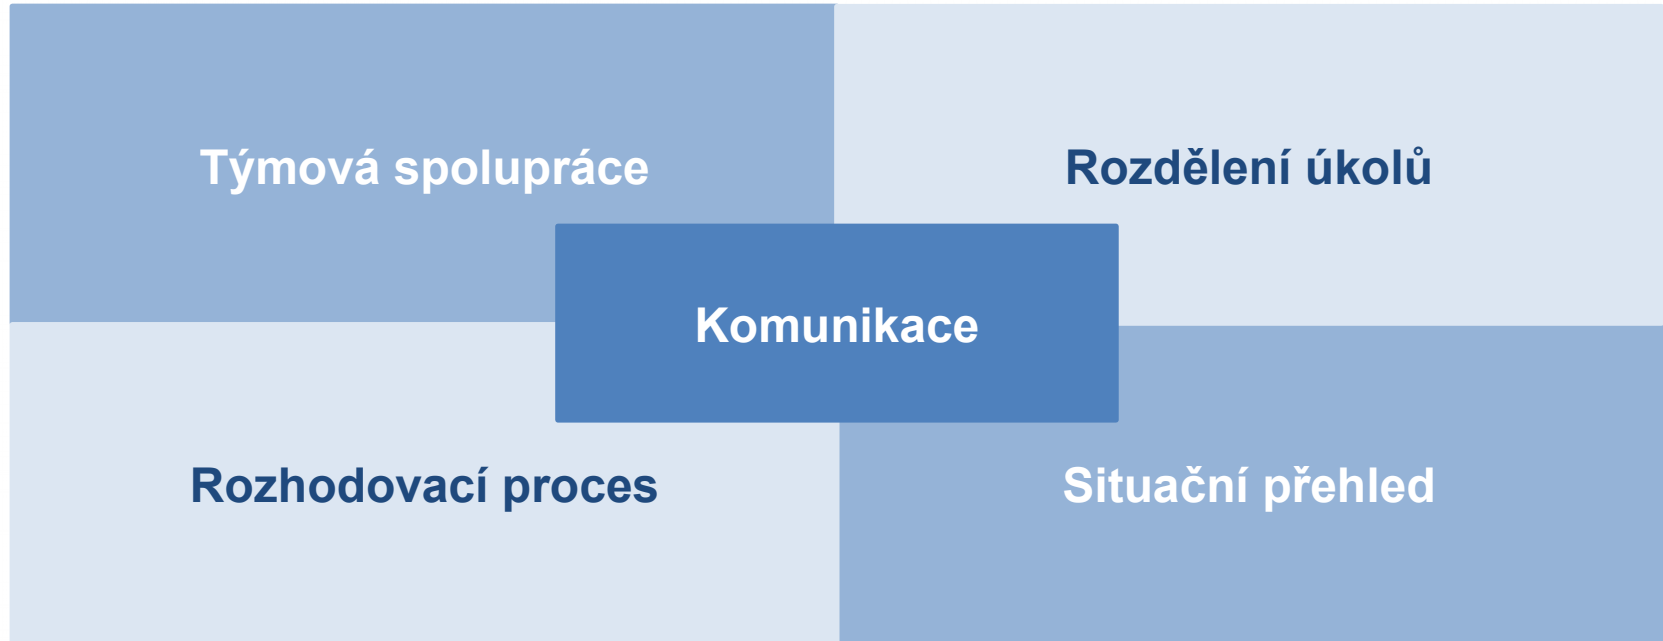 Týmová spolupráce
Rozdělení úkolů
Komunikace
Rozhodovací proces
Situační přehled